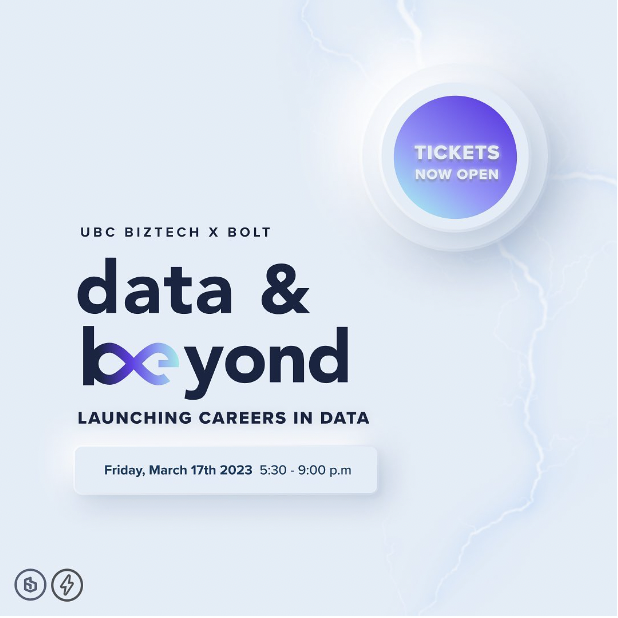 TICKETS
NOW OPEN
UBC BIZTECH X BOLT
data &
beyond
LAUNCHING CAREERS IN DATA
Friday, March 17th 2023 5:30 - 9:00 p.m